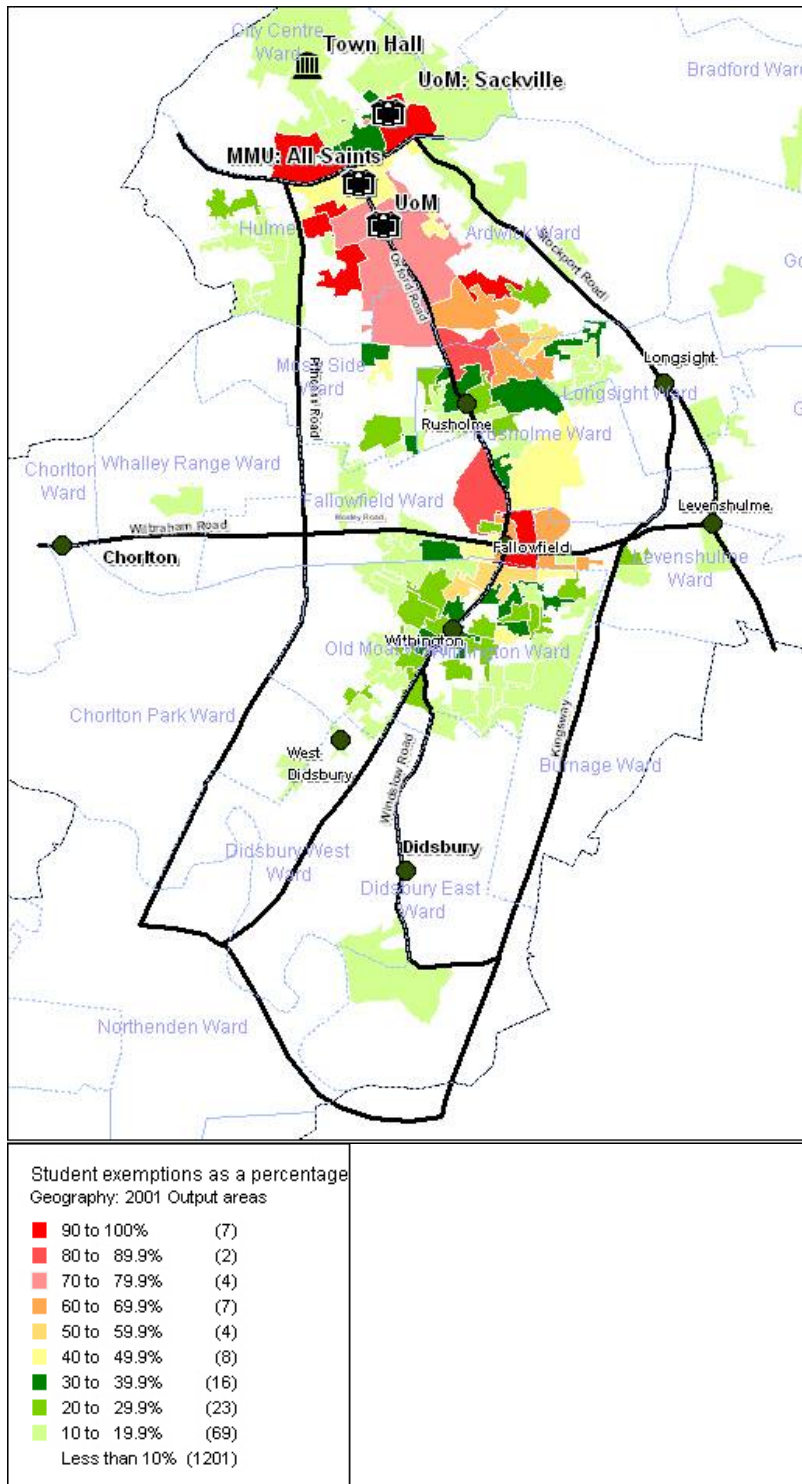 City Centre
Ward
Town Hall
Bradford Ward
UoM: Sackville
MMU: All Saints
UoM
Hulme
Ardwick Ward
Oxford Road
Stockport Road
Longsight
Moss Side
Ward
Princess Road
Longsight Ward
Rusholme
Rusholme Ward
Chorlton
Ward
Whalley Range Ward
Fallowfield Ward
Moseley Road
Wilbraham Road
Levenshulme
Chorlton
Fallowfield
Levenshulme
Ward
Withington
Old Moat
Withington Ward
Chorlton Park Ward
West
Didsbury
Kingsway
Burnage Ward
Didsbury West
Ward
Didsbury
Didsbury East
Ward
Northenden Ward
Student exemptions as a percentage
Geography: 2001 Output areas
90 to 100% (7)
80 to 89.9% (2)
70 to 79.9% (4)
60 to 69.9% (7)
50 to 59.9% (4)
40 to 49.9% (8)
30 to 39.9% (16)
20 to 29.9% (23)
10 to 19.9% (69)
Less than 10% (1201)